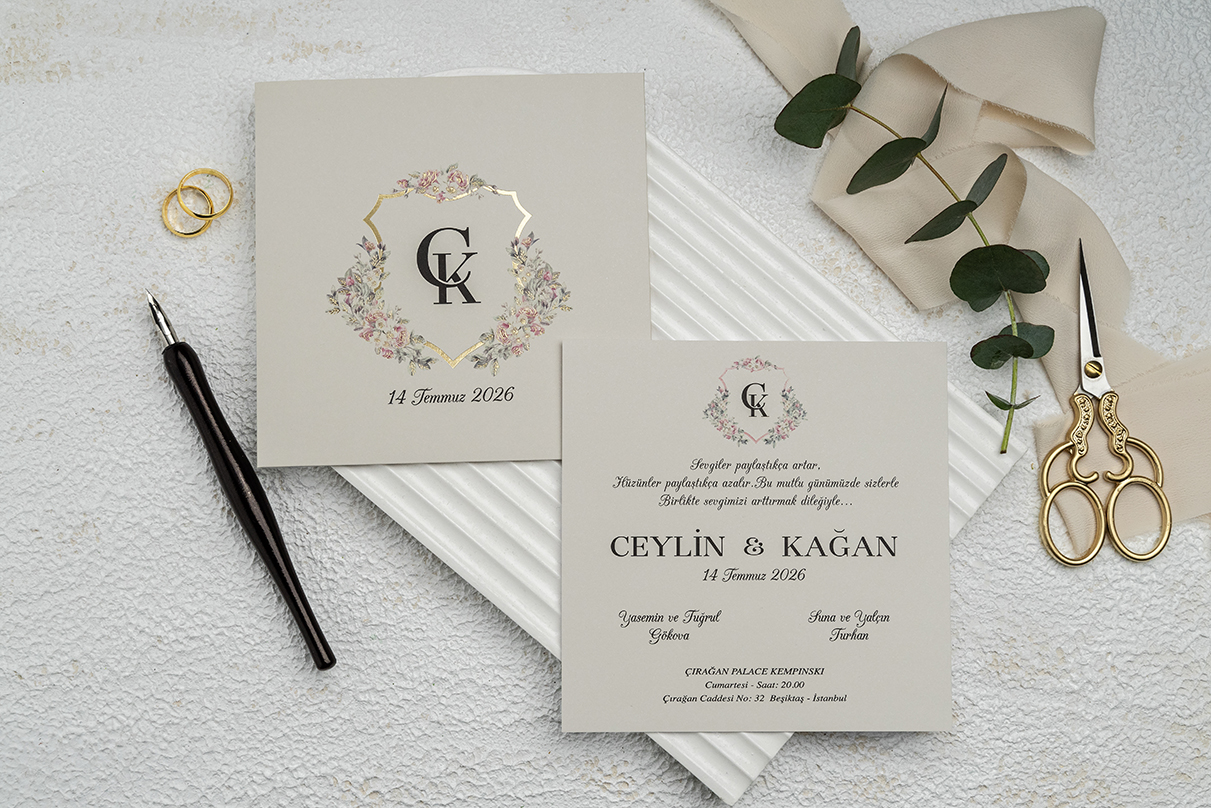 CK
14 Temmuz 2026
CK
Sevgiler paylaştıkça artar,
Hüzünler paylaştıkça azalır.Bu mutlu günümüzde sizlerle
Birlikte sevgimizi arttırmak dileğiyle...
CEYLİN & KAĞAN
14 Temmuz 2026
Yasemin ve Tuğrul
Gökova
Suna ve Yalçın
Turhan
ÇIRAĞAN PALACE KEMPINSKI
Cumartesi - Saat: 20.00
Çırağan Caddesi No: 32 Beşiktaş - İstanbul